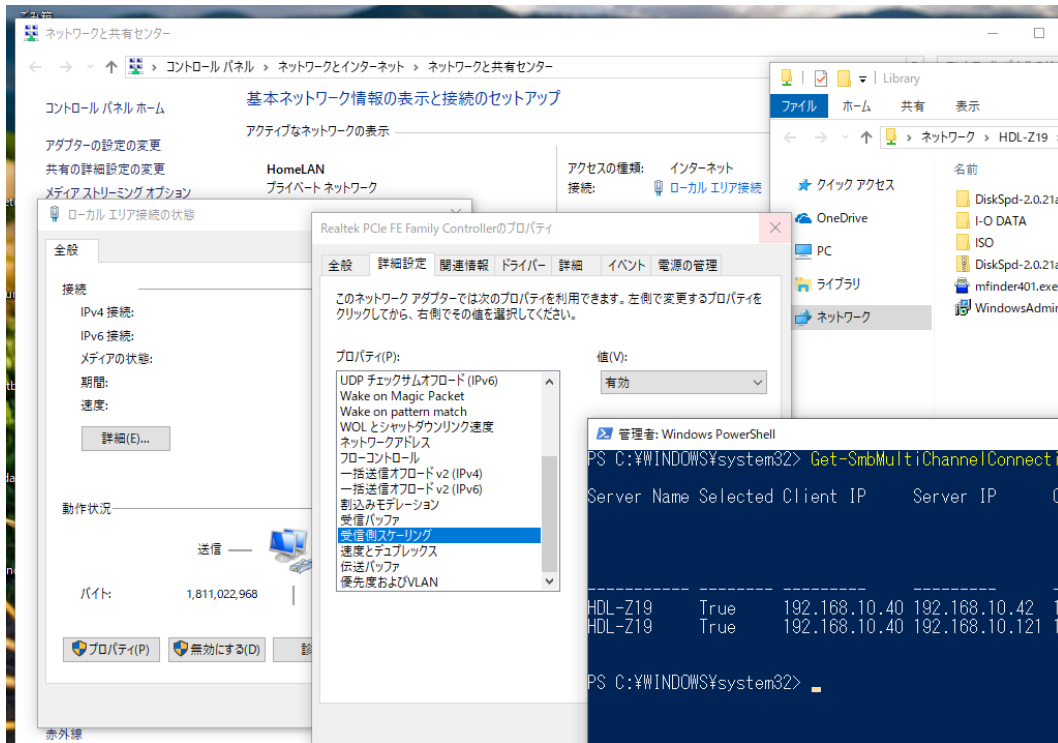 ごみ箱
ネットワークと共有センター
コントロール パネル › ネットワークとインターネット › ネットワークと共有センター
コントロール パネル ホーム
アダプターの設定の変更
共有の詳細設定の変更
メディア ストリーミング オプション
基本ネットワーク情報の表示と接続のセットアップ
アクティブなネットワークの表示
HomeLAN
プライベート ネットワーク
アクセスの種類: インターネット
接続: ローカル エリア接続
Library
ファイル ホーム 共有 表示
ネットワーク › HDL-Z19
クイック アクセス
OneDrive
PC
ライブラリ
ネットワーク
名前
DiskSpd-2.0.21a
I-O DATA
ISO
DiskSpd-2.0.21a
mfinder401.exe
WindowsAdmin
ローカル エリア接続の状態
全般
接続
IPv4 接続:
IPv6 接続:
メディアの状態:
期間:
速度:
詳細(E)...
動作状況
送信
バイト: 1,811,022,968
プロパティ(P) 無効にする(D) 診
赤外線
Realtek PCIe FE Family Controllerのプロパティ
全般 詳細設定 関連情報 ドライバー 詳細 イベント 電源の管理
このネットワーク アダプターでは次のプロパティを利用できます。左側で変更するプロパティを
クリックしてから、右側でその値を選択してください。
プロパティ(P):
UDP チェックサムオフロード (IPv6)
Wake on Magic Packet
Wake on pattern match
WOL とシャットダウンリンク速度
ネットワークアドレス
フローコントロール
一括送信オフロード v2 (IPv4)
一括送信オフロード v2 (IPv6)
割込みモデレーション
受信バッファ
受信側スケーリング
速度とデュプレックス
伝送バッファ
優先度およびVLAN
値(V):
有効
管理者: Windows PowerShell
PS C:¥WINDOWS¥system32> Get-SmbMultiChannelConnecti
Server Name Selected Client IP Server IP
----------- -------- --------- ---------
HDL-Z19 True 192.168.10.40 192.168.10.42 1
HDL-Z19 True 192.168.10.40 192.168.10.121 1
PS C:¥WINDOWS¥system32>